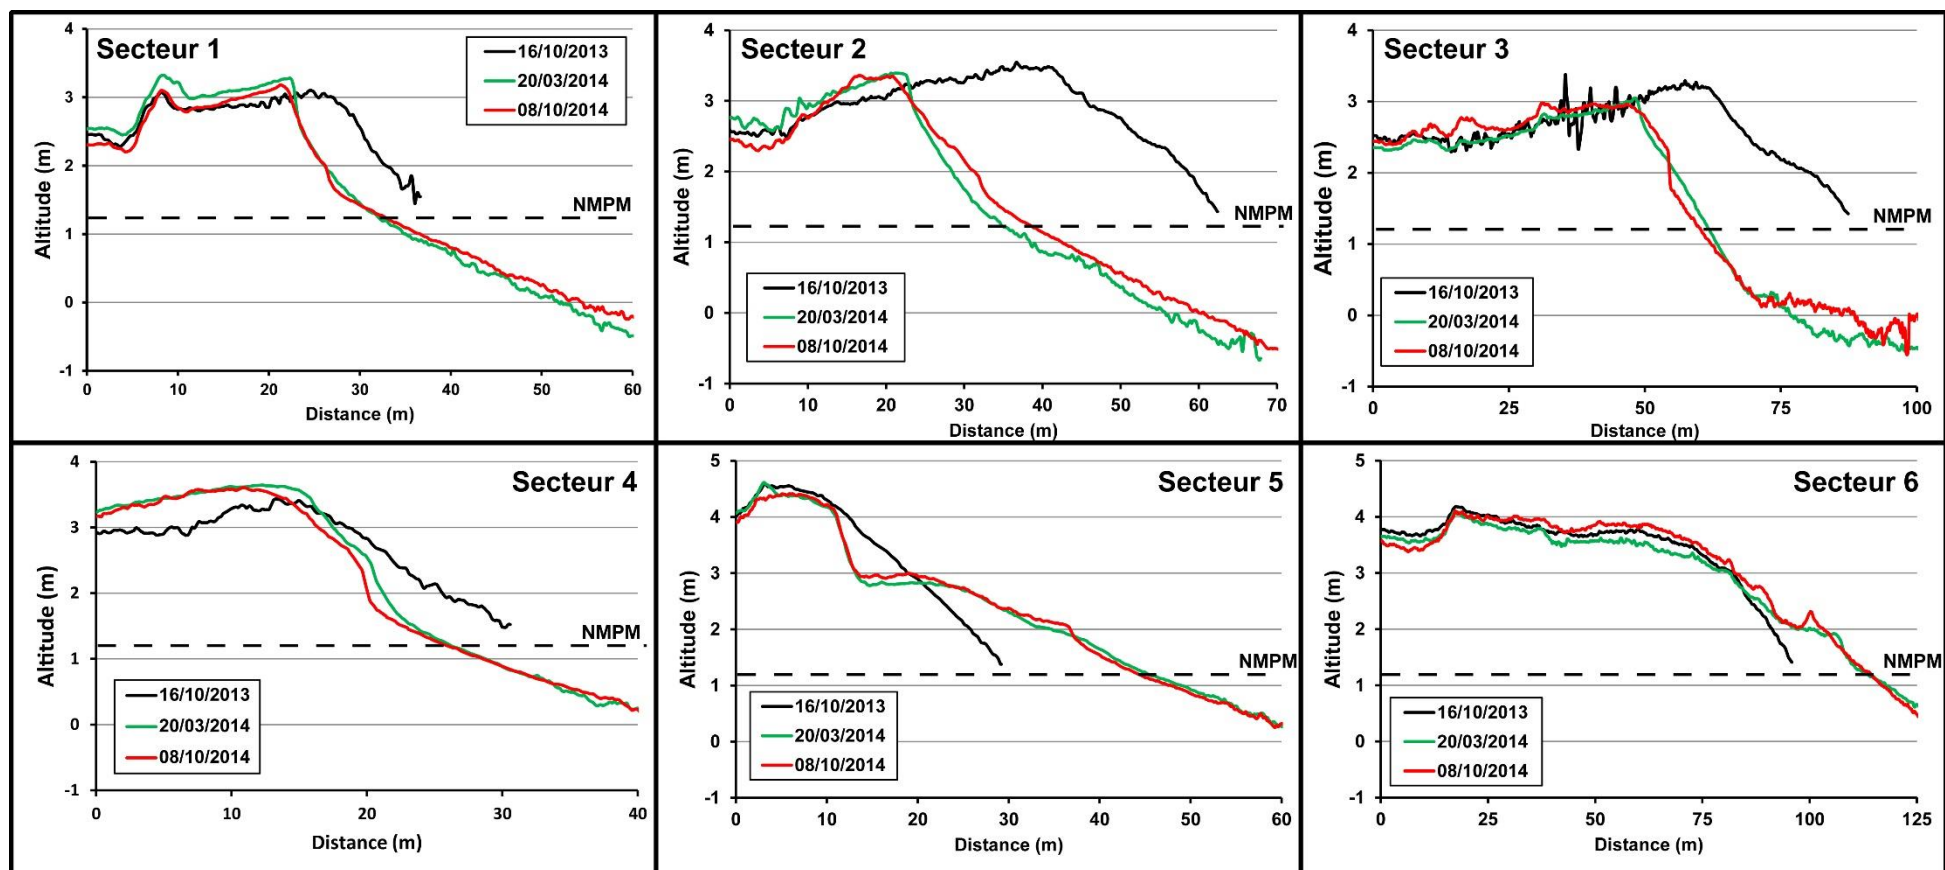 Secteur 1
16/10/2013
20/03/2014
08/10/2014
NMPM
Altitude (m)
4
3
2
1
0
-1
0 10 20 30 40 50 60
Distance (m)
Secteur 2
NMPM
16/10/2013
20/03/2014
08/10/2014
Altitude (m)
4
3
2
1
0
-1
0 10 20 30 40 50 60 70
Distance (m)
Secteur 3
NMPM
16/10/2013
20/03/2014
08/10/2014
Altitude (m)
4
3
2
1
0
-1
0 25 50 75 100
Distance (m)
Secteur 4
NMPM
16/10/2013
20/03/2014
08/10/2014
Altitude (m)
4
3
2
1
0
-1
0 10 20 30 40
Distance (m)
Secteur 5
NMPM
16/10/2013
20/03/2014
08/10/2014
Altitude (m)
5
4
3
2
1
0
-1
0 10 20 30 40 50 60
Distance (m)
Secteur 6
NMPM
16/10/2013
20/03/2014
08/10/2014
Altitude (m)
5
4
3
2
1
0
-1
0 25 50 75 100 125
Distance (m)